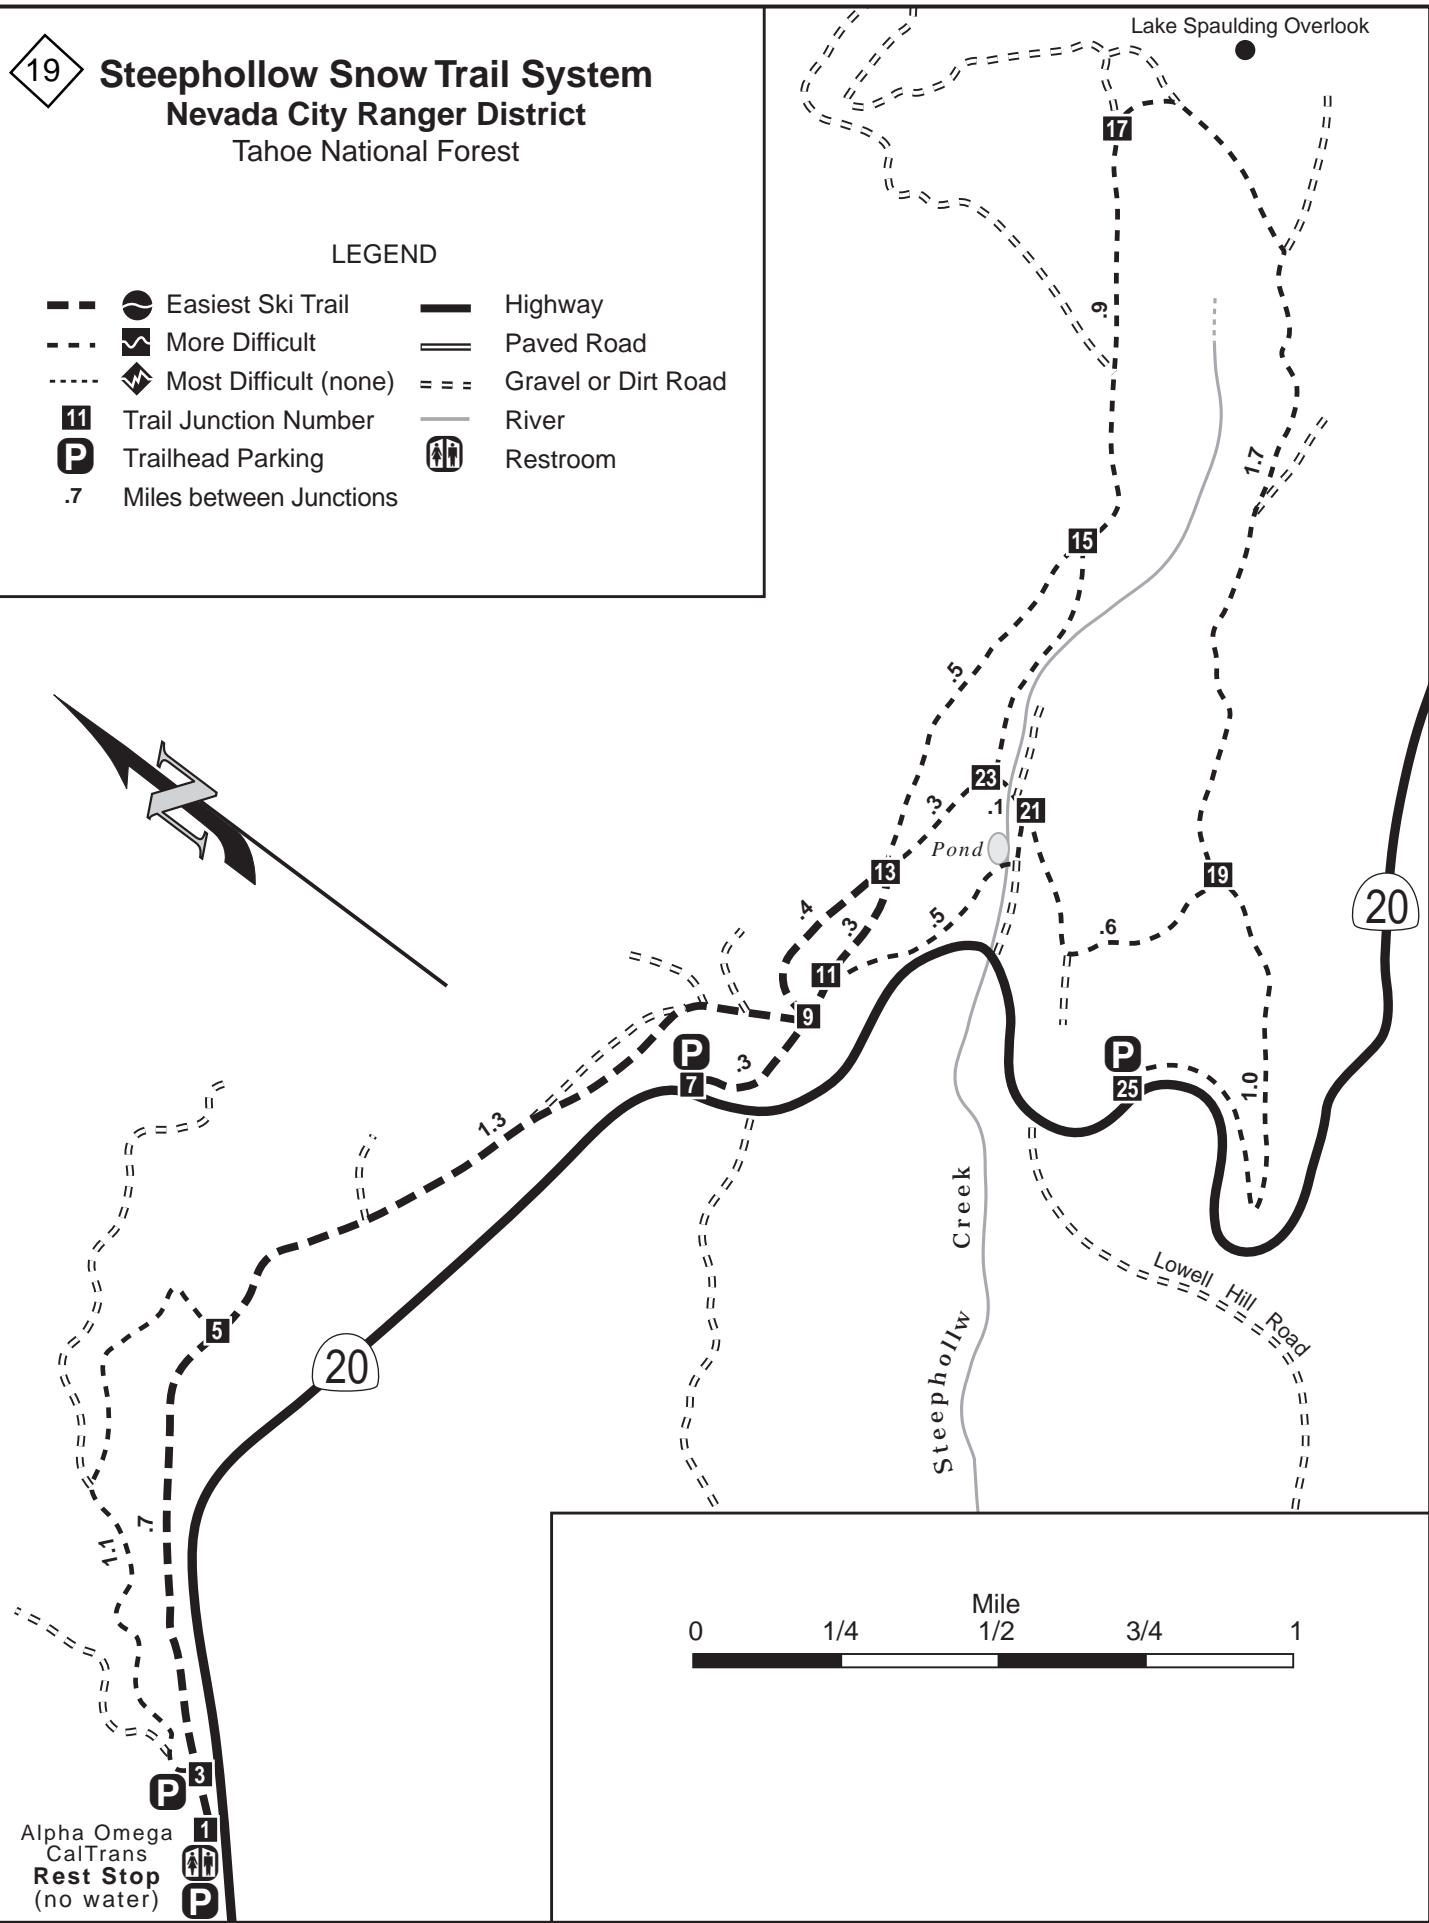 19
Steephollow Snow Trail System
Nevada City Ranger District
Tahoe National Forest
LEGEND
Easiest Ski Trail
More Difficult
Most Difficult (none)
11 Trail Junction Number
P Trailhead Parking
.7 Miles between Junctions
Highway
Paved Road
Gravel or Dirt Road
River
Restroom
Lake Spaulding Overlook
17
.9
1.7
15
.5
N
23
.3
.1
21
Pond
13
19
20
.4
.3
.5
.6
11
9
P
7
.3
P
25
1.0
1.3
Creek
Steephollw
Lowell Hill Road
5
20
.7
1.1
3
P
1
Alpha Omega
CalTrans
Rest Stop
(no water)
P
Mile
0 1/4 1/2 3/4 1